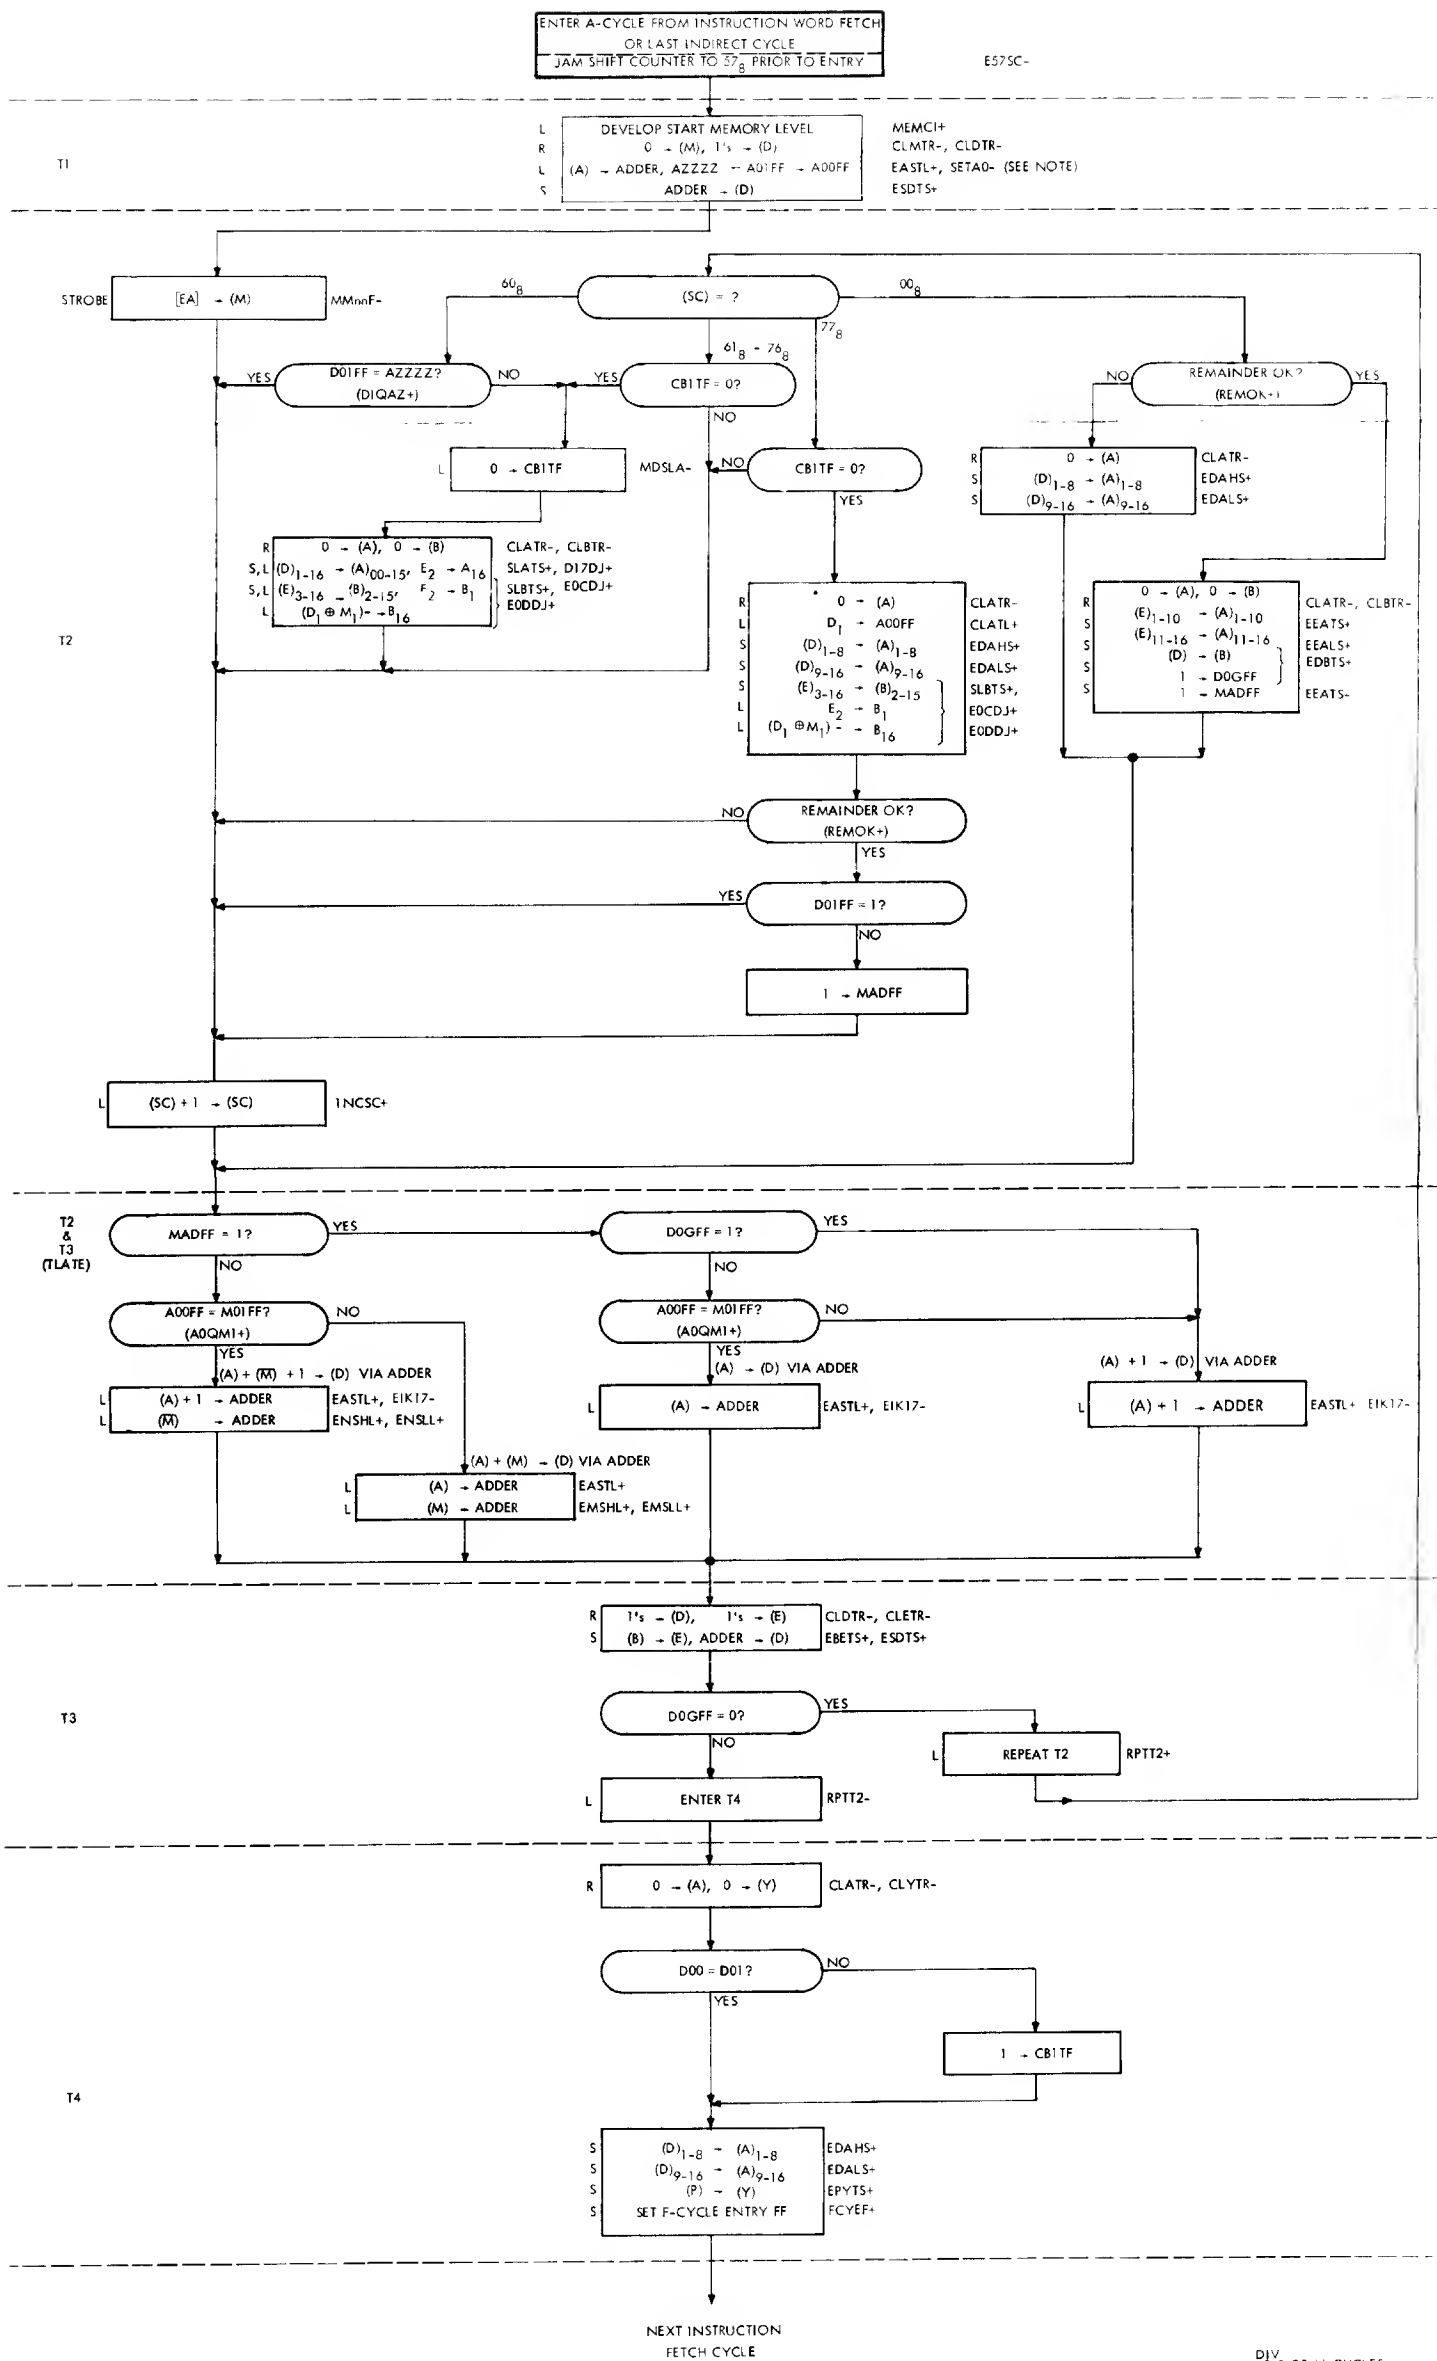 ENTER A-CYCLE FROM INSTRUCTION WORD FETCH
OR LAST INDIRECT CYCLE
JAM SHIFT COUNTER TO 57₈ PRIOR TO ENTRY
E57SC-
T1
L DEVELOP START MEMORY LEVEL MEMCI+
R 0 → (M), 1's → (D) CLMTR-, CLDTR-
L (A) → ADDER, AZZZZ → A01FF → A00FF EASTL+, SETA0- (SEE NOTE)
S ADDER → (D) ESDTS+
STROBE [EA] → (M) MMnnF-
(SC) = ?
60₈
00₈
77₈
61₈ - 76₈
D01FF = AZZZZ?
(D1QAZ+)
YES
NO
CB1TF = 0?
YES
NO
REMAINDER OK?
(REMOK+)
NO
YES
L 0 → CB1TF MDSLA-
CB1TF = 0?
NO
YES
R 0 → (A) CLATR-
S (D)1-8 → (A)1-8 EDAHS+
S (D)9-16 → (A)9-16 EDALS+
R 0 → (A), 0 → (B) CLATR-, CLBTR-
S,L (D)1-16 → (A)00-15, E2 → A16 SLATS+, D17DJ+
S,L (E)3-16 → (B)2-15, E2 → B1 SLBTS+, E0CDJ+
L (D1 ⊕ M1)- → B16 E0DDJ+
T2
R 0 → (A) CLATR-
L D1 → A00FF CLATL+
S (D)1-8 → (A)1-8 EDAHS+
S (D)9-16 → (A)9-16 EDALS+
S (E)3-16 → (B)2-15 SLBTS+,
L E2 → B1 E0CDJ+
L (D1 ⊕ M1)- → B16 E0DDJ+
R 0 → (A), 0 → (B) CLATR-, CLBTR-
S (E)1-10 → (A)1-10 EEATS+
S (E)11-16 → (A)11-16 EEALS+
S (D) → (B) EDBTS+
S 1 → D0GFF
S 1 → MADFF EEATS-
REMAINDER OK?
(REMOK+)
NO
YES
D01FF = 1?
YES
NO
1 → MADFF
L (SC) + 1 → (SC) INCSC+
T2
&
T3
(TLATE)
MADFF = 1?
YES
NO
D0GFF = 1?
YES
NO
A00FF = M01FF?
(A0QM1+)
NO
YES
A00FF = M01FF?
(A0QM1+)
NO
YES
(A) + (M̅) + 1 → (D) VIA ADDER
L (A) + 1 → ADDER EASTL+, EIK17-
L (M̅) → ADDER ENSHL+, ENSLL+
(A) → (D) VIA ADDER
L (A) → ADDER EASTL+, EIK17-
(A) + 1 → (D) VIA ADDER
L (A) + 1 → ADDER EASTL+ EIK17-
(A) + (M) → (D) VIA ADDER
L (A) → ADDER EASTL+
L (M) → ADDER EMSHL+, EMSLL+
R 1's → (D), 1's → (E) CLDTR-, CLETR-
S (B) → (E), ADDER → (D) EBETS+, ESDTS+
T3
D0GFF = 0?
YES
NO
L REPEAT T2 RPTT2+
L ENTER T4 RPTT2-
R 0 → (A), 0 → (Y) CLATR-, CLYTR-
D00 = D01?
NO
YES
1 → CB1TF
T4
S (D)1-8 → (A)1-8 EDAHS+
S (D)9-16 → (A)9-16 EDALS+
S (P) → (Y) EPYTS+
S SET F-CYCLE ENTRY FF FCYEF+
NEXT INSTRUCTION
FETCH CYCLE
DIV